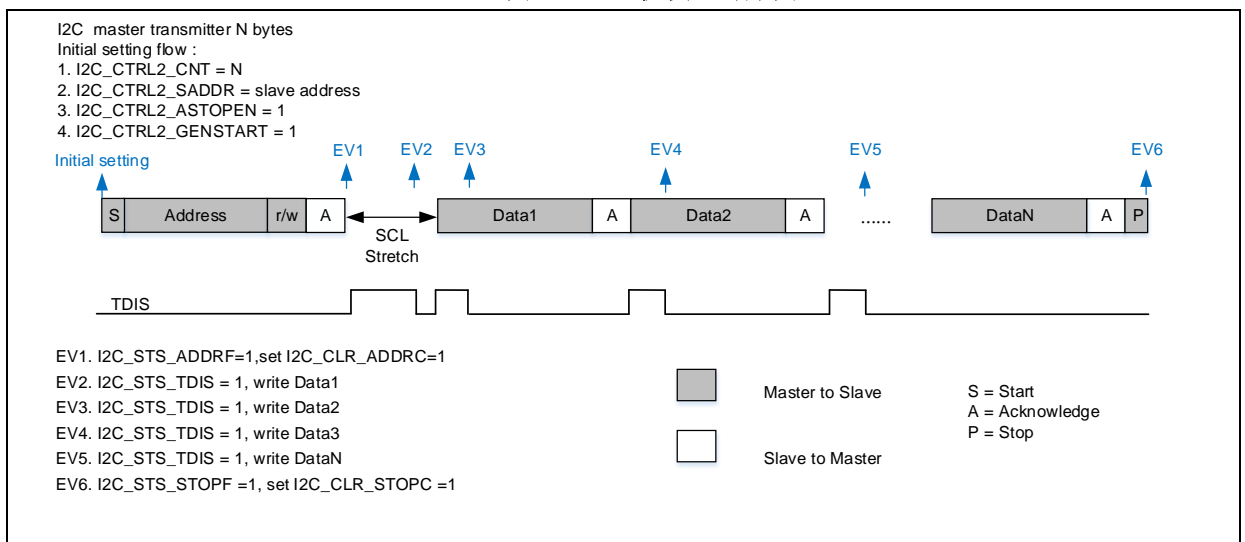 I2C master transmitter N bytes
Initial setting flow :
1. I2C_CTRL2_CNT = N
2. I2C_CTRL2_SADDR = slave address
3. I2C_CTRL2_ASTOPEN = 1
4. I2C_CTRL2_GENSTART = 1
Initial setting EV1 EV2 EV3 EV4 EV5 EV6
S Address r/w A Data1 A Data2 A ...... DataN A P
SCL
Stretch
TDIS
EV1. I2C_STS_ADDRF=1,set I2C_CLR_ADDRC=1
EV2. I2C_STS_TDIS = 1, write Data1
EV3. I2C_STS_TDIS = 1, write Data2
EV4. I2C_STS_TDIS = 1, write Data3
EV5. I2C_STS_TDIS = 1, write DataN
EV6. I2C_STS_STOPF =1, set I2C_CLR_STOPC =1
Master to Slave
Slave to Master
S = Start
A = Acknowledge
P = Stop